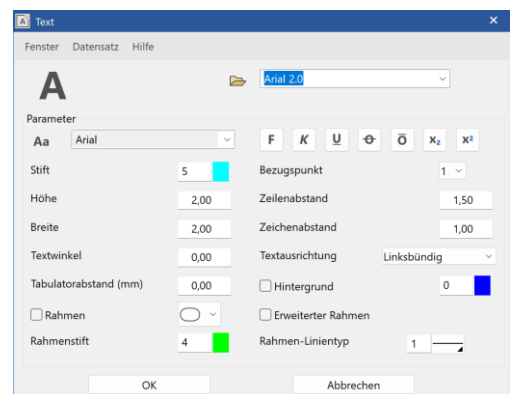 A Text
Fenster Datensatz Hilfe
A Arial 2.0
Parameter
Aa Arial F K U O O x₂ x²
Stift 5 Bezugspunkt 1
Höhe 2,00 Zeilenabstand 1,50
Breite 2,00 Zeichenabstand 1,00
Textwinkel 0,00 Textausrichtung Linksbündig
Tabulatorabstand (mm) 0,00 Hintergrund 0
Rahmen Erweiterter Rahmen
Rahmenstift 4 Rahmen-Linientyp 1
OK Abbrechen